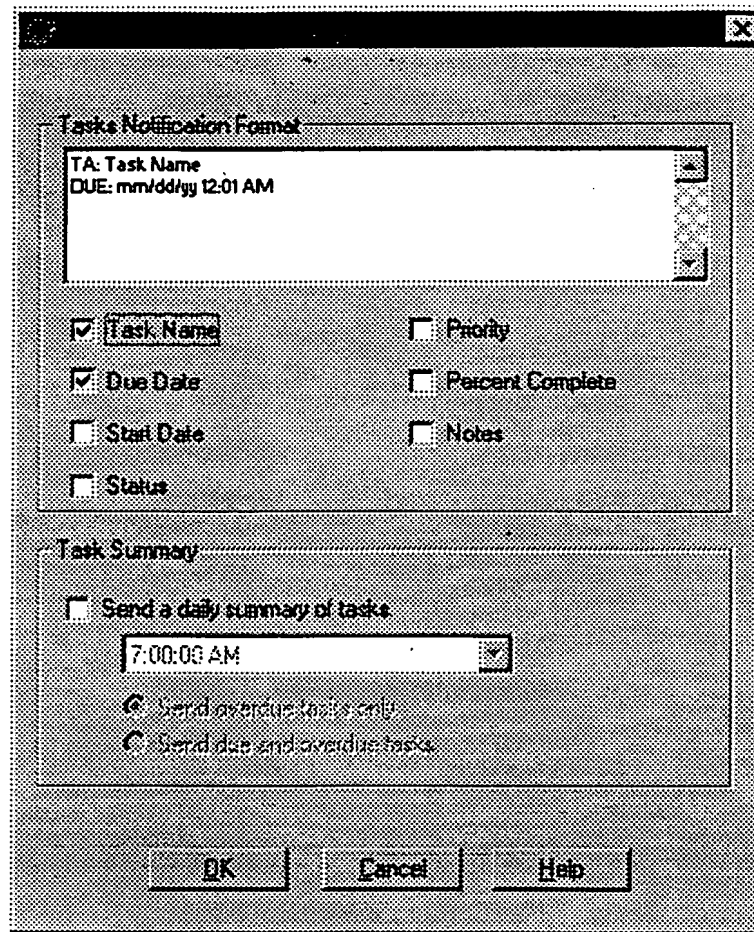 Tasks Notification Format
TA: Task Name
DUE: mm/dd/yy 12:01 AM
Task Name
Due Date
Start Date
Status
Priority
Percent Complete
Notes
Task Summary
Send a daily summary of tasks
7:00:00 AM
Send overdue tasks only
Send due and overdue tasks
OK
Cancel
Help